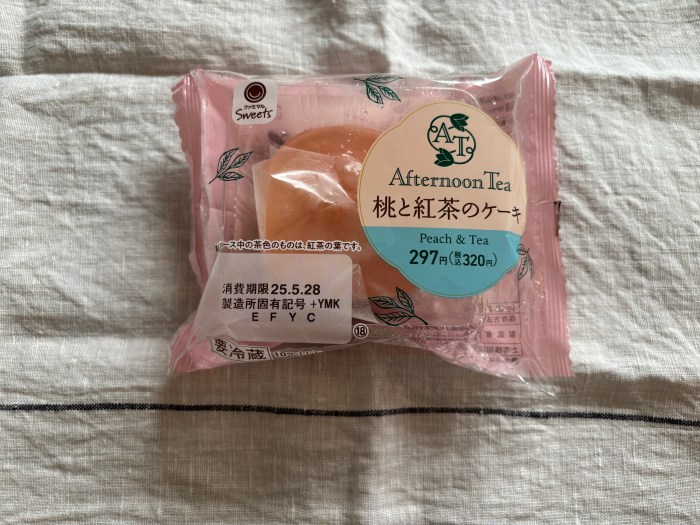 ファミマル
Sweets
AT
Afternoon Tea
桃と紅茶のケーキ
Peach & Tea
297円(税込320円)
ース中の茶色のものは、紅茶の葉です。
消費期限 25.5.28
製造所固有記号 +YMK
E F Y C
⑱
要冷蔵